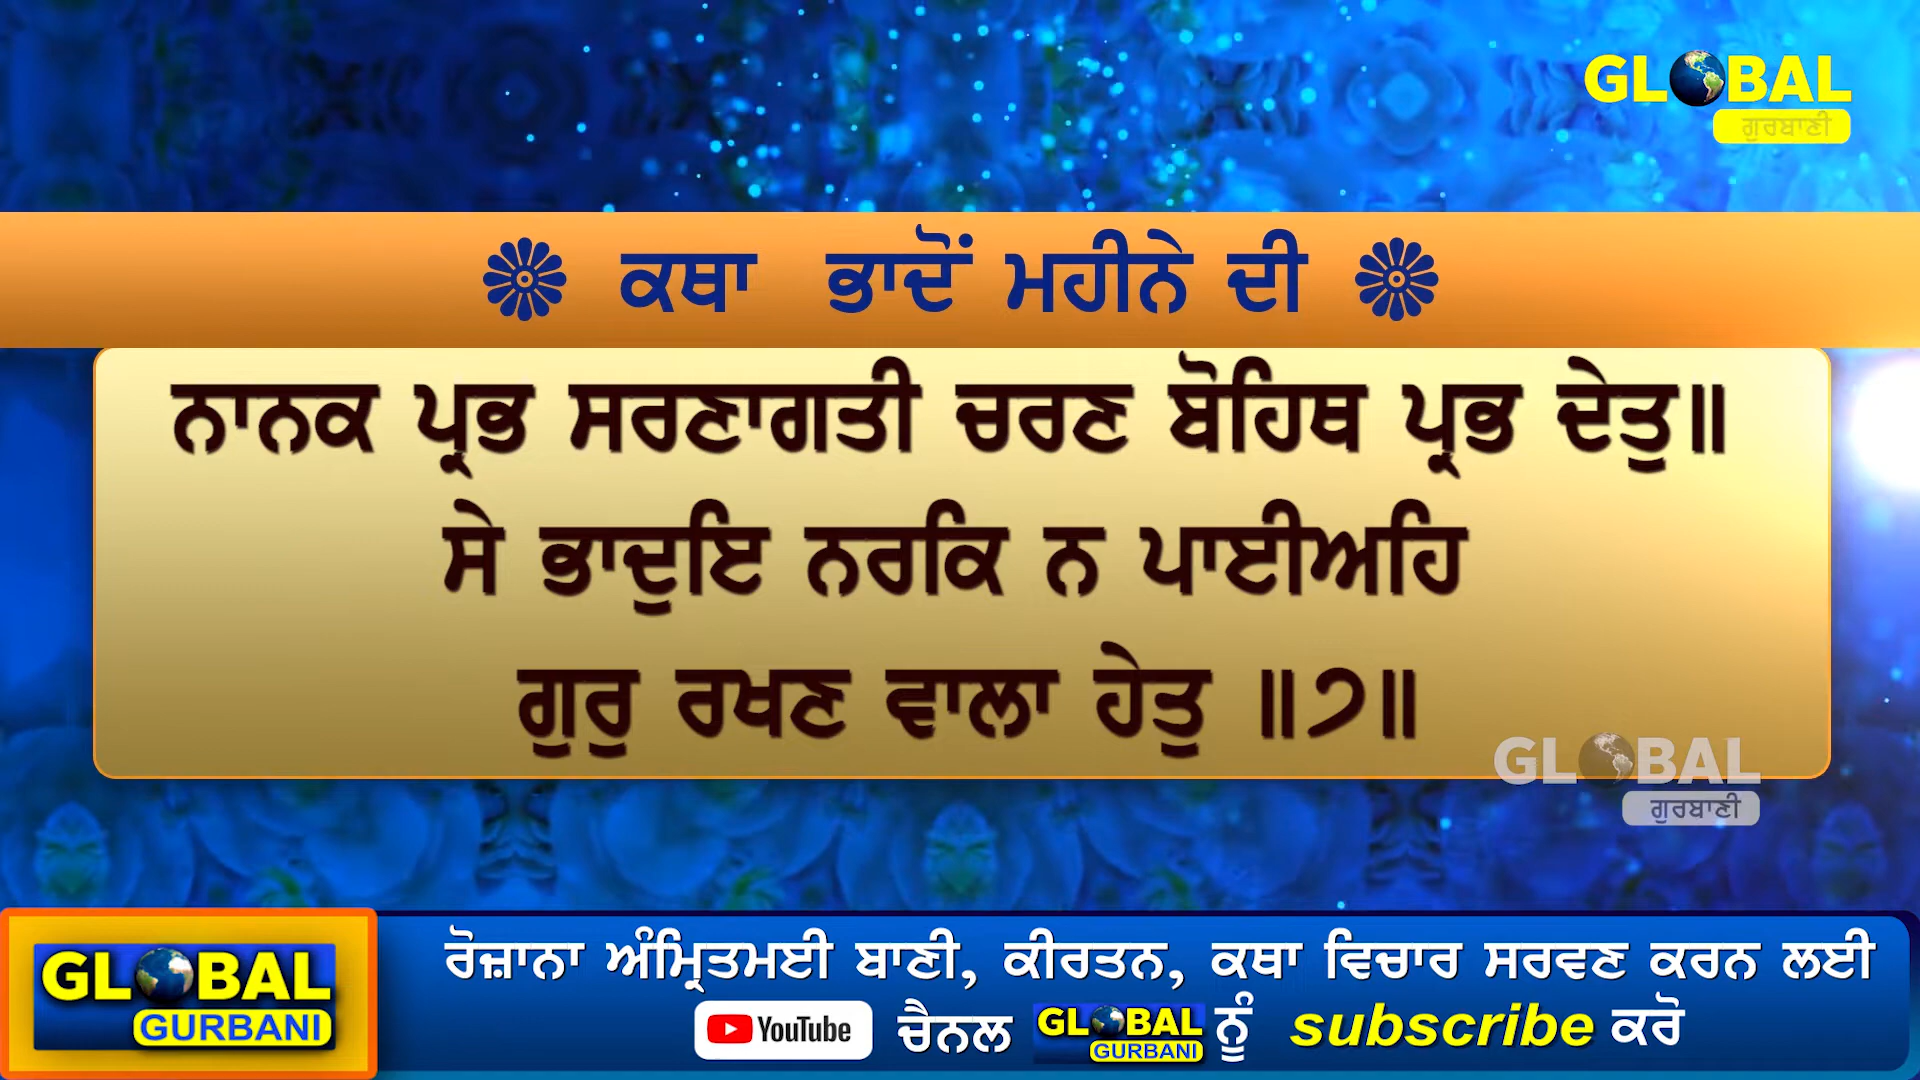 GLOBAL
ਗੁਰਬਾਣੀ
ਕਥਾ ਭਾਦੋਂ ਮਹੀਨੇ ਦੀ
ਨਾਨਕ ਪ੍ਰਭ ਸਰਣਾਗਤੀ ਚਰਣ ਬੋਹਿਥ ਪ੍ਰਭ ਦੇਤੁ॥
ਸੇ ਭਾਦੁਇ ਨਰਕਿ ਨ ਪਾਈਅਹਿ
ਗੁਰੁ ਰਖਣ ਵਾਲਾ ਹੇਤੁ ॥੭॥
GLOBAL
ਗੁਰਬਾਣੀ
GLOBAL
GURBANI
ਰੋਜ਼ਾਨਾ ਅੰਮ੍ਰਿਤਮਈ ਬਾਣੀ, ਕੀਰਤਨ, ਕਥਾ ਵਿਚਾਰ ਸਰਵਣ ਕਰਨ ਲਈ
YouTube ਚੈਨਲ GLOBAL GURBANI ਨੂੰ subscribe ਕਰੋ